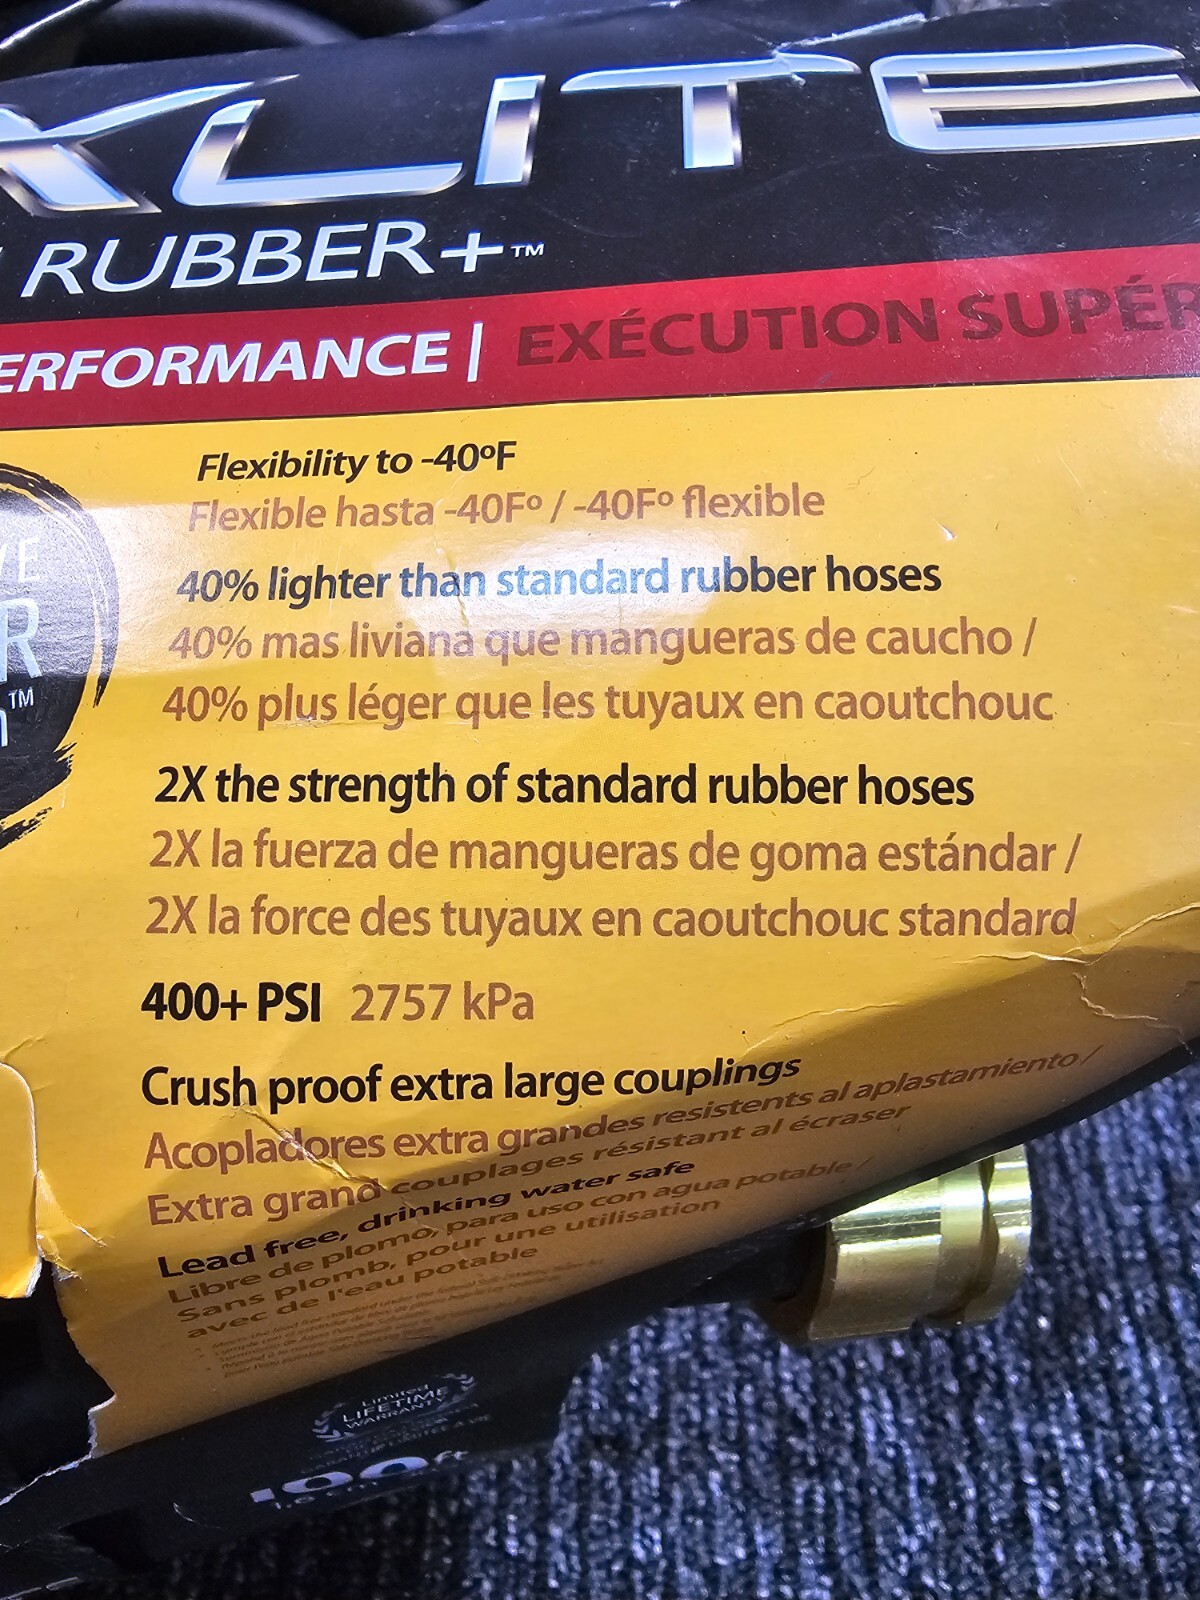 XLITE
RUBBER+™
ERFORMANCE | EXÉCUTION SUPÉR
Flexibility to -40ºF
Flexible hasta -40Fº / -40Fº flexible
40% lighter than standard rubber hoses
40% mas liviana que mangueras de caucho /
40% plus léger que les tuyaux en caoutchouc
2X the strength of standard rubber hoses
2X la fuerza de mangueras de goma estándar /
2X la force des tuyaux en caoutchouc standard
400+ PSI 2757 kPa
Crush proof extra large couplings
Acopladores extra grandes resistents al aplastamiento /
Extra grand couplages résistant al écraser
Lead free, drinking water safe
Libre de plomo, para uso con agua potable /
Sans plomb, pour une utilisation
avec de l'eau potable
Limited
LIFETIME
WARRANTY
100ft